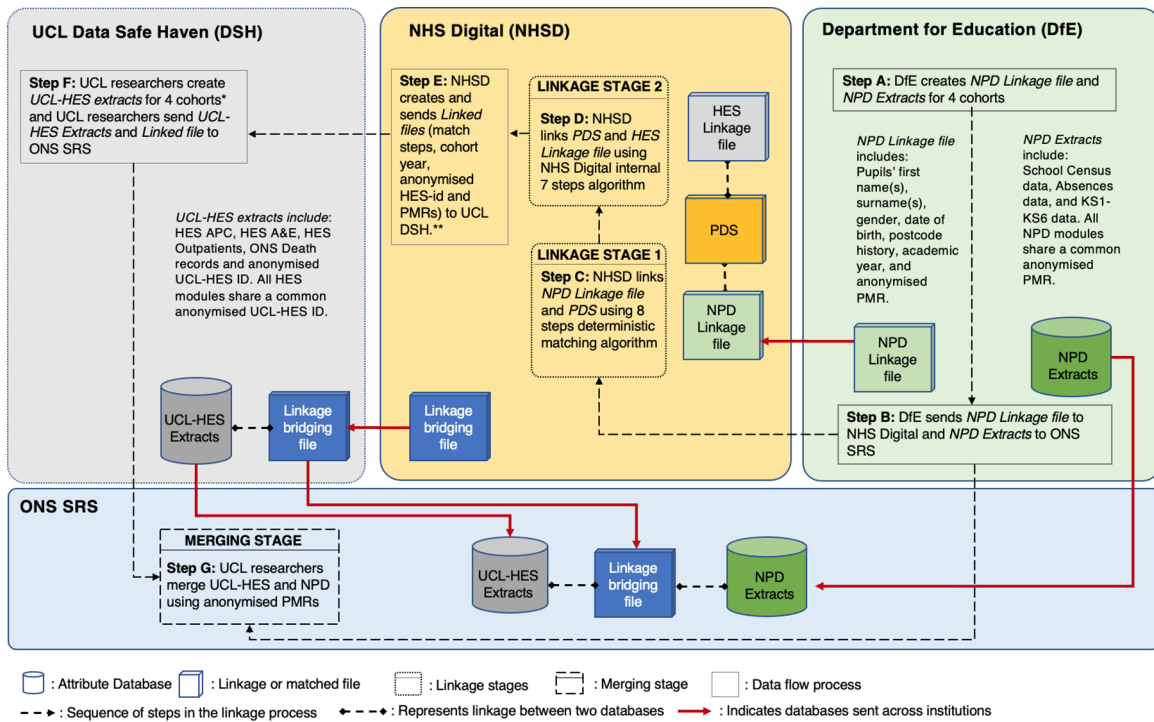 UCL Data Safe Haven (DSH)
Step F: UCL researchers create
UCL-HES extracts for 4 cohorts*
and UCL researchers send UCL-
HES Extracts and Linked file to
ONS SRS
UCL-HES extracts include:
HES APC, HES A&E, HES
Outpatients, ONS Death
records and anonymised
UCL-HES ID. All HES
modules share a common
anonymised UCL-HES ID.
UCL-HES
Extracts
Linkage
bridging
file
NHS Digital (NHSD)
Step E: NHSD
creates and
sends Linked
files (match
steps, cohort
year,
anonymised
HES-id and
PMRs) to UCL
DSH.**
LINKAGE STAGE 2
Step D: NHSD
links PDS and HES
Linkage file using
NHS Digital internal
7 steps algorithm
LINKAGE STAGE 1
Step C: NHSD links
NPD Linkage file
and PDS using 8
steps deterministic
matching algorithm
HES
Linkage
file
PDS
NPD
Linkage
file
Linkage
bridging
file
Department for Education (DfE)
Step A: DfE creates NPD Linkage file and
NPD Extracts for 4 cohorts
NPD Linkage file
includes:
Pupils' first
name(s),
surname(s),
gender, date of
birth, postcode
history, academic
year, and
anonymised
PMR.
NPD Extracts
include:
School Census
data, Absences
data, and KS1-
KS6 data. All
NPD modules
share a common
anonymised
PMR.
NPD
Linkage
file
NPD
Extracts
Step B: DfE sends NPD Linkage file to
NHS Digital and NPD Extracts to ONS
SRS
ONS SRS
MERGING STAGE
Step G: UCL researchers
merge UCL-HES and NPD
using anonymised PMRs
UCL-HES
Extracts
Linkage
bridging
file
NPD
Extracts
: Attribute Database
: Linkage or matched file
: Linkage stages
: Merging stage
: Data flow process
: Sequence of steps in the linkage process
: Represents linkage between two databases
: Indicates databases sent across institutions